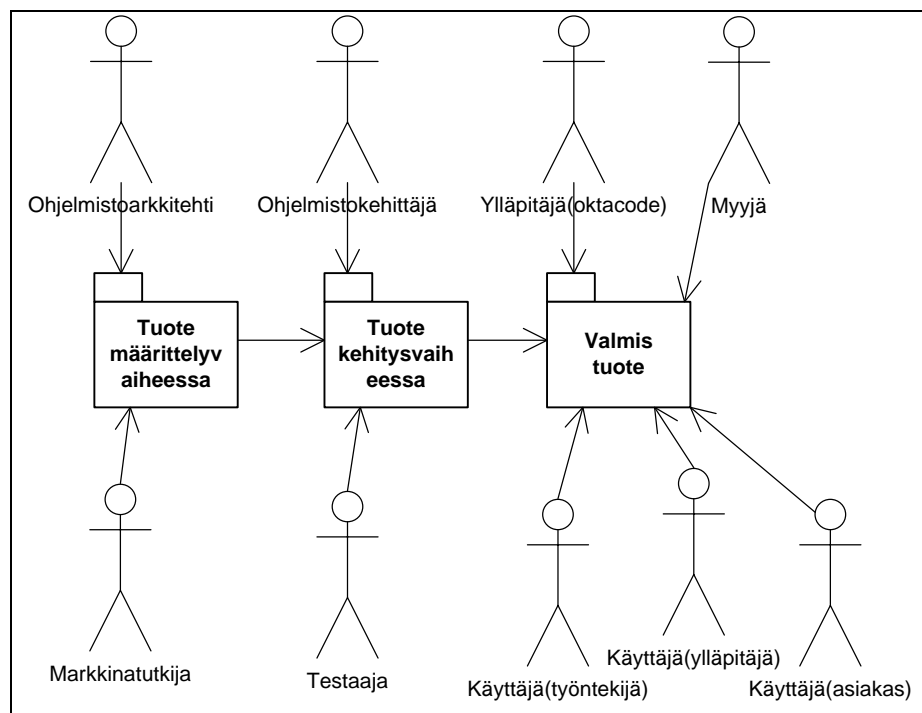 Ohjelmistoarkkitehti
Ohjelmistokehittäjä
Ylläpitäjä(oktacode)
Myyjä
Tuote
määrittelyv
aiheessa
Tuote
kehitysvaih
eessa
Valmis
tuote
Markkinatutkija
Testaaja
Käyttäjä(työntekijä)
Käyttäjä(ylläpitäjä)
Käyttäjä(asiakas)